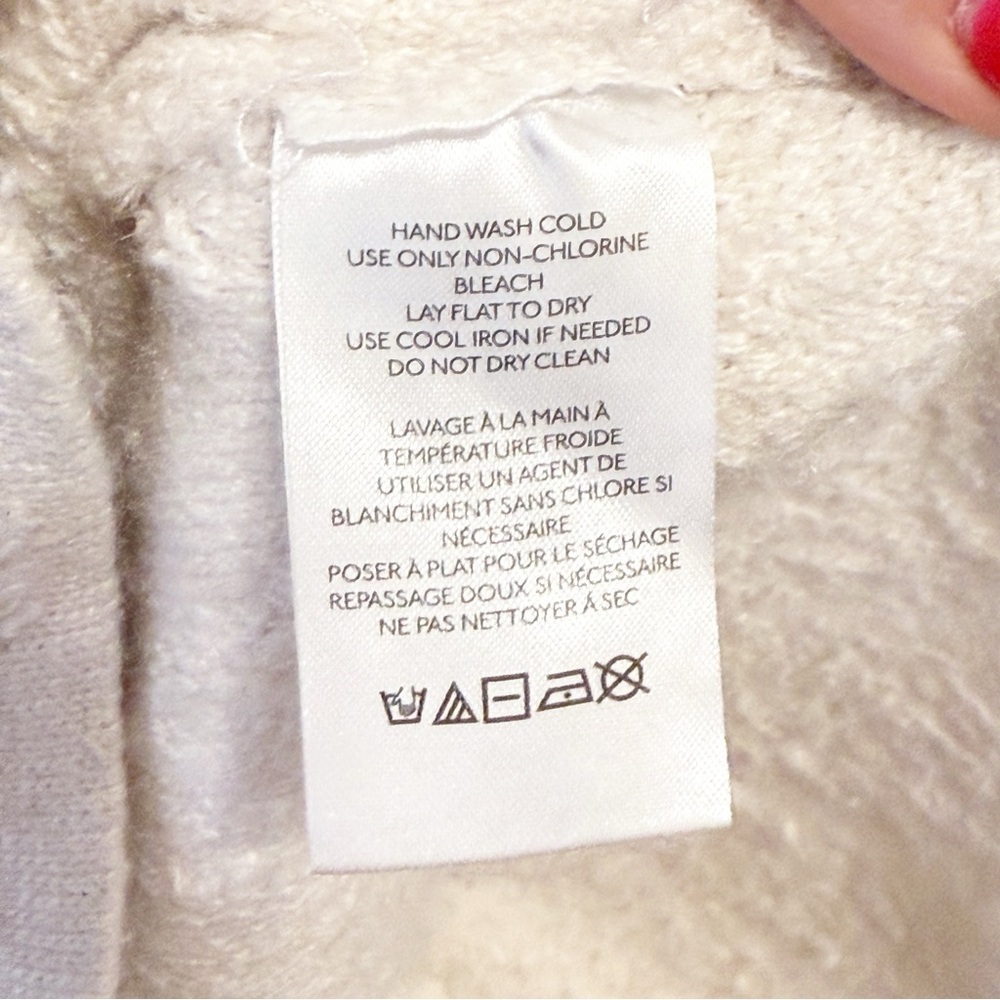 HAND WASH COLD
USE ONLY NON-CHLORINE
BLEACH
LAY FLAT TO DRY
USE COOL IRON IF NEEDED
DO NOT DRY CLEAN
LAVAGE À LA MAIN À
TEMPÉRATURE FROIDE
UTILISER UN AGENT DE
BLANCHIMENT SANS CHLORE SI
NÉCESSAIRE
POSER À PLAT POUR LE SÉCHAGE
REPASSAGE DOUX SI NÉCESSAIRE
NE PAS NETTOYER À SEC